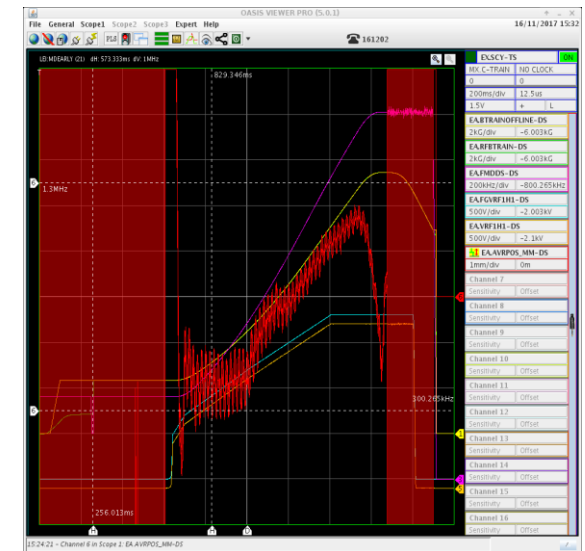 OASIS VIEWER PRO (5.0.1)
File General Scope1 Scope2 Scope3 Expert Help
16/11/2017 15:32
PLS
161202
LEI:MDEARLY (21) dH: 573.333ms dV: 1MHz
829.346ms
1.3MHz
300.265kHz
256.013ms
EX.SCY-TS ON
MX.C-TRAIN NO CLOCK
0 0
200ms/div 12.5us
1.5V + L
EA.BTRAINOFFLINE-DS
2kG/div -6.003kG
EA.RFBTRAIN-DS
2kG/div -6.003kG
EA.FMDDS-DS
200kHz/div -800.265kHz
EA.FGVRF1H1-DS
500V/div -2.003kV
EA.VRF1H1-DS
500V/div -2.1kV
EA.AVRPOS_MM-DS
1mm/div 0m
Channel 7
Sensitivity Offset
Channel 8
Sensitivity Offset
Channel 9
Sensitivity Offset
Channel 10
Sensitivity Offset
Channel 11
Sensitivity Offset
Channel 12
Sensitivity Offset
Channel 13
Sensitivity Offset
Channel 14
Sensitivity Offset
Channel 15
Sensitivity Offset
Channel 16
Sensitivity Offset
15:24:21 - Channel 6 in Scope 1: EA.AVRPOS_MM-DS